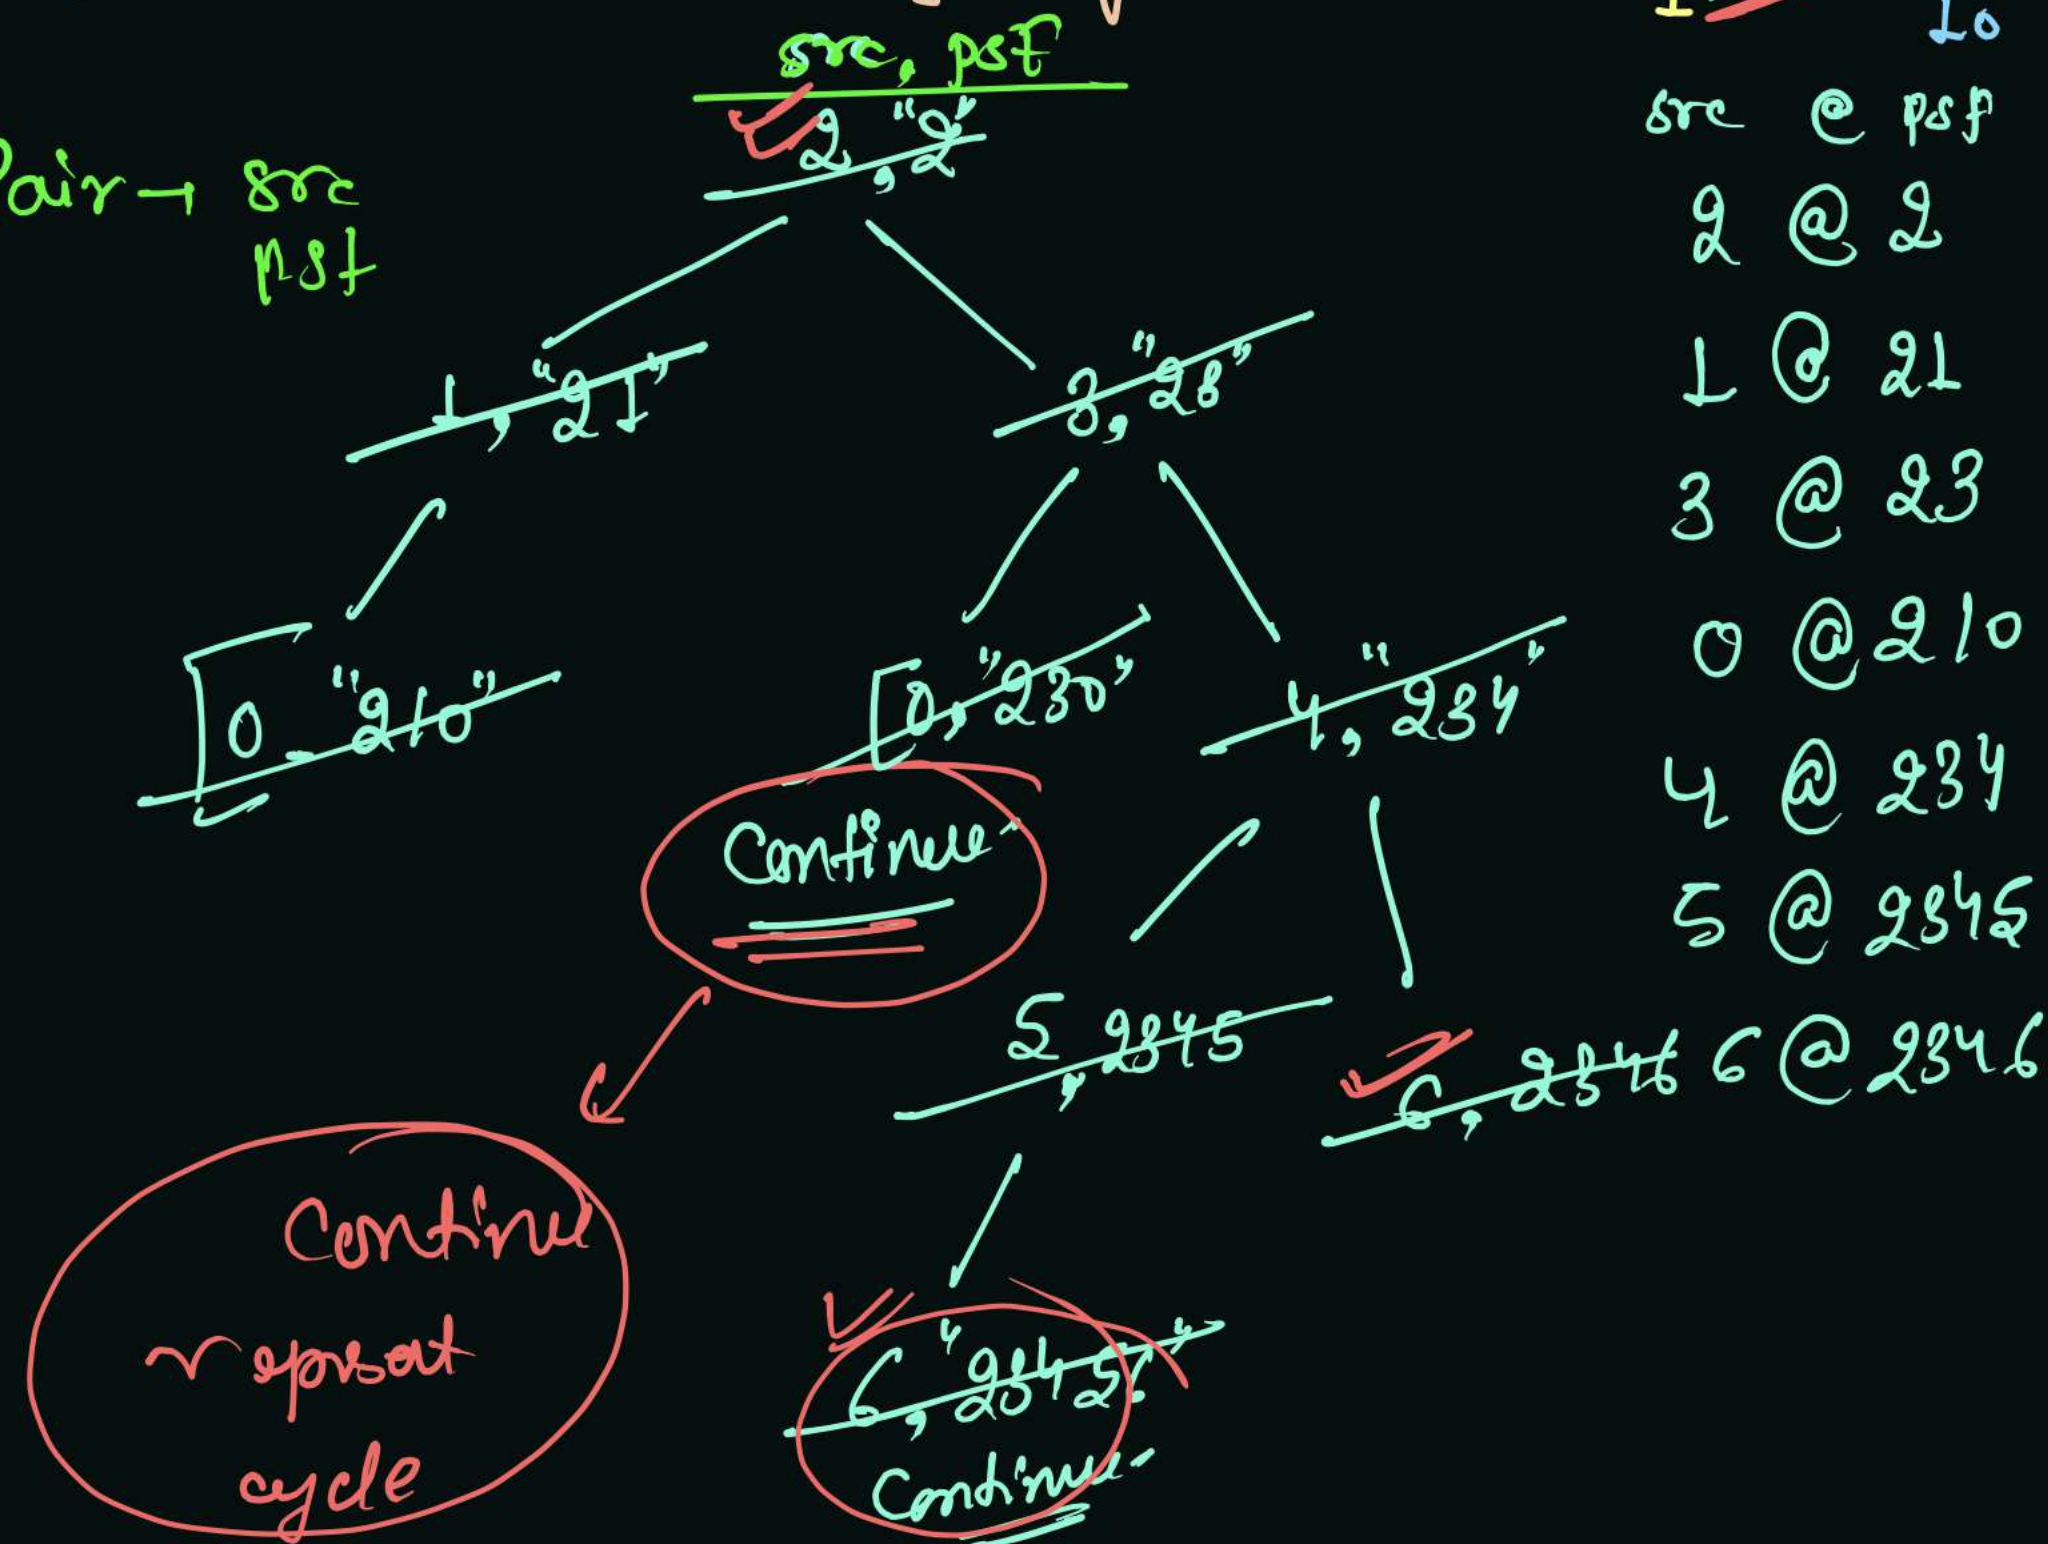 src, psf
10
2, "2"
src @ psf
Pair → src
psf
2 @ 2
1, "21"
3, "23"
1 @ 21
3 @ 23
0 "210"
0, "230"
4, "234"
0 @ 210
Continue
4 @ 234
5 @ 2345
5, 2345
6, 2346
6 @ 2346
Continue
cycle
6, "23456"
Continue